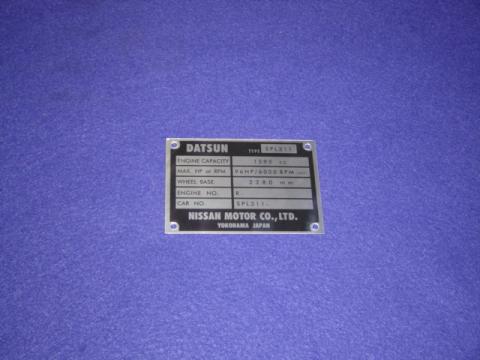 DATSUN TYPE SPL311
ENGINE CAPACITY 1595 cc
MAX. HP at RPM 96HP/6000RPM
WHEEL BASE 2280 mm
ENGINE NO. R
CAR NO. SPL311-
NISSAN MOTOR CO., LTD.
YOKOHAMA JAPAN